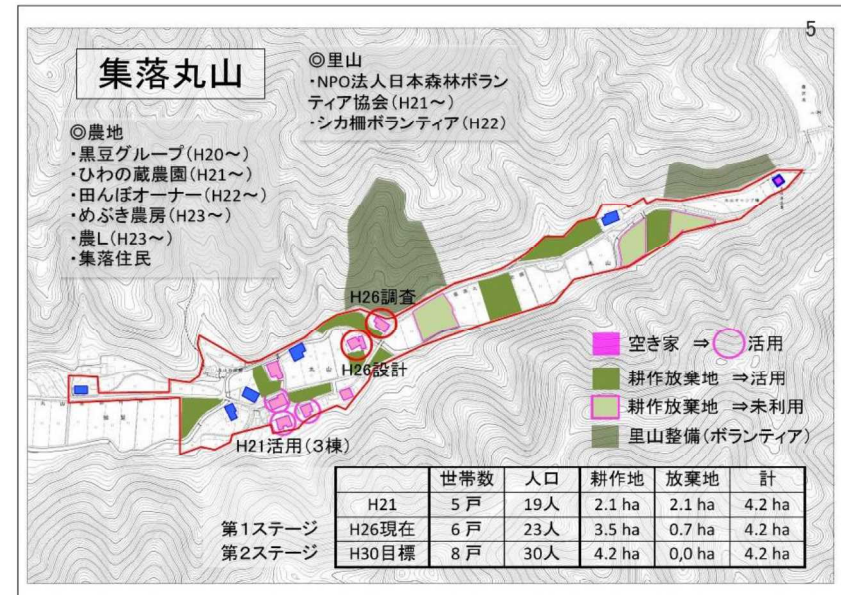 5
集落丸山
◎里山
・NPO法人日本森林ボラン
ティア協会(H21～)
・シカ柵ボランティア(H22)
◎農地
・黒豆グループ(H20～)
・ひわの蔵農園(H21～)
・田んぼオーナー(H22～)
・めぶき農房(H23～)
・農L(H23～)
・集落住民
H26調査
H26設計
H21活用(3棟)
空き家 ⇒ 活用
耕作放棄地 ⇒活用
耕作放棄地 ⇒未利用
里山整備(ボランティア)
世帯数 人口 耕作地 放棄地 計
H21 5戸 19人 2.1 ha 2.1 ha 4.2 ha
第1ステージ H26現在 6戸 23人 3.5 ha 0.7 ha 4.2 ha
第2ステージ H30目標 8戸 30人 4.2 ha 0,0 ha 4.2 ha